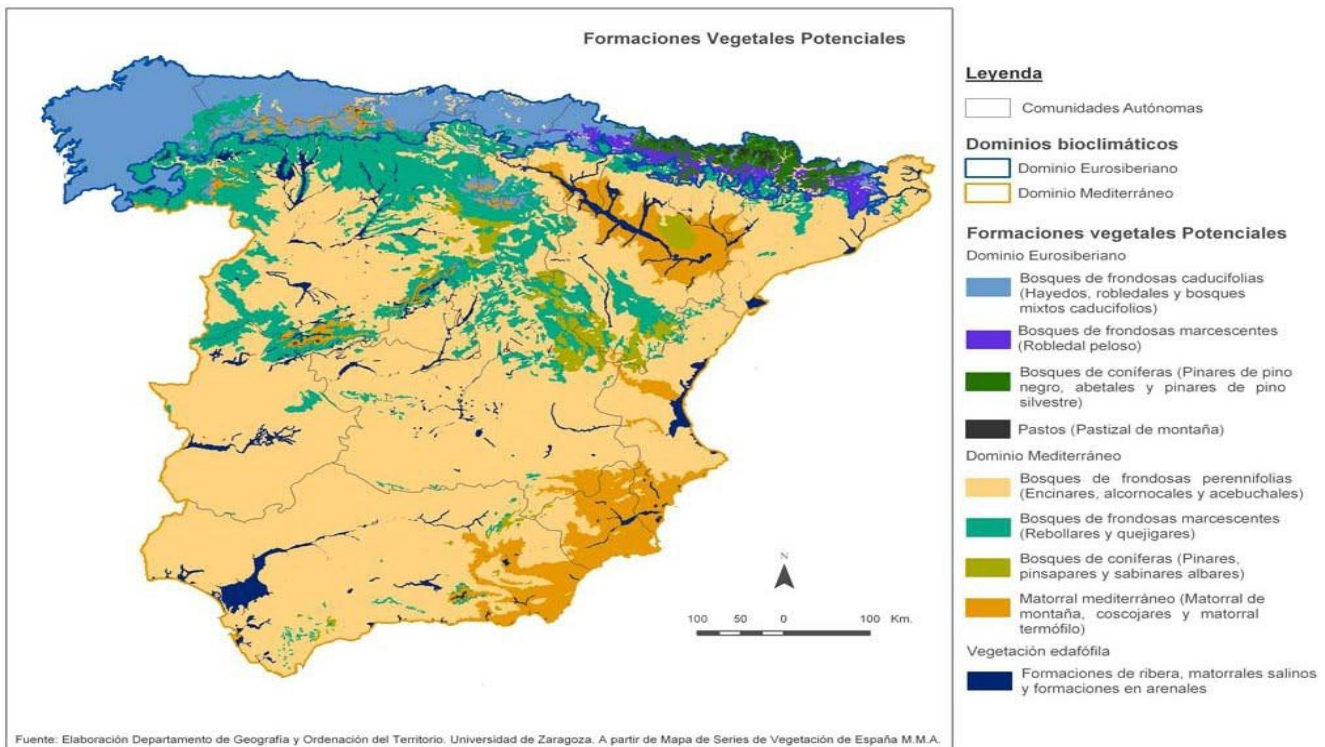 Formaciones Vegetales Potenciales
N
100 50 0 100 Km.
Fuente: Elaboración Departamento de Geografía y Ordenación del Territorio. Universidad de Zaragoza. A partir de Mapa de Series de Vegetación de España M.M.A.
Leyenda
Comunidades Autónomas
Dominios bioclimáticos
Dominio Eurosiberiano
Dominio Mediterráneo
Formaciones vegetales Potenciales
Dominio Eurosiberiano
Bosques de frondosas caducifolias
(Hayedos, robledales y bosques
mixtos caducifolios)
Bosques de frondosas marcescentes
(Robledal peloso)
Bosques de coníferas (Pinares de pino
negro, abetales y pinares de pino
silvestre)
Pastos (Pastizal de montaña)
Dominio Mediterráneo
Bosques de frondosas perennifolias
(Encinares, alcornocales y acebuchales)
Bosques de frondosas marcescentes
(Rebollares y quejigares)
Bosques de coníferas (Pinares,
pinsapares y sabinares albares)
Matorral mediterráneo (Matorral de
montaña, coscojares y matorral
termófilo)
Vegetación edafófila
Formaciones de ribera, matorrales salinos
y formaciones en arenales